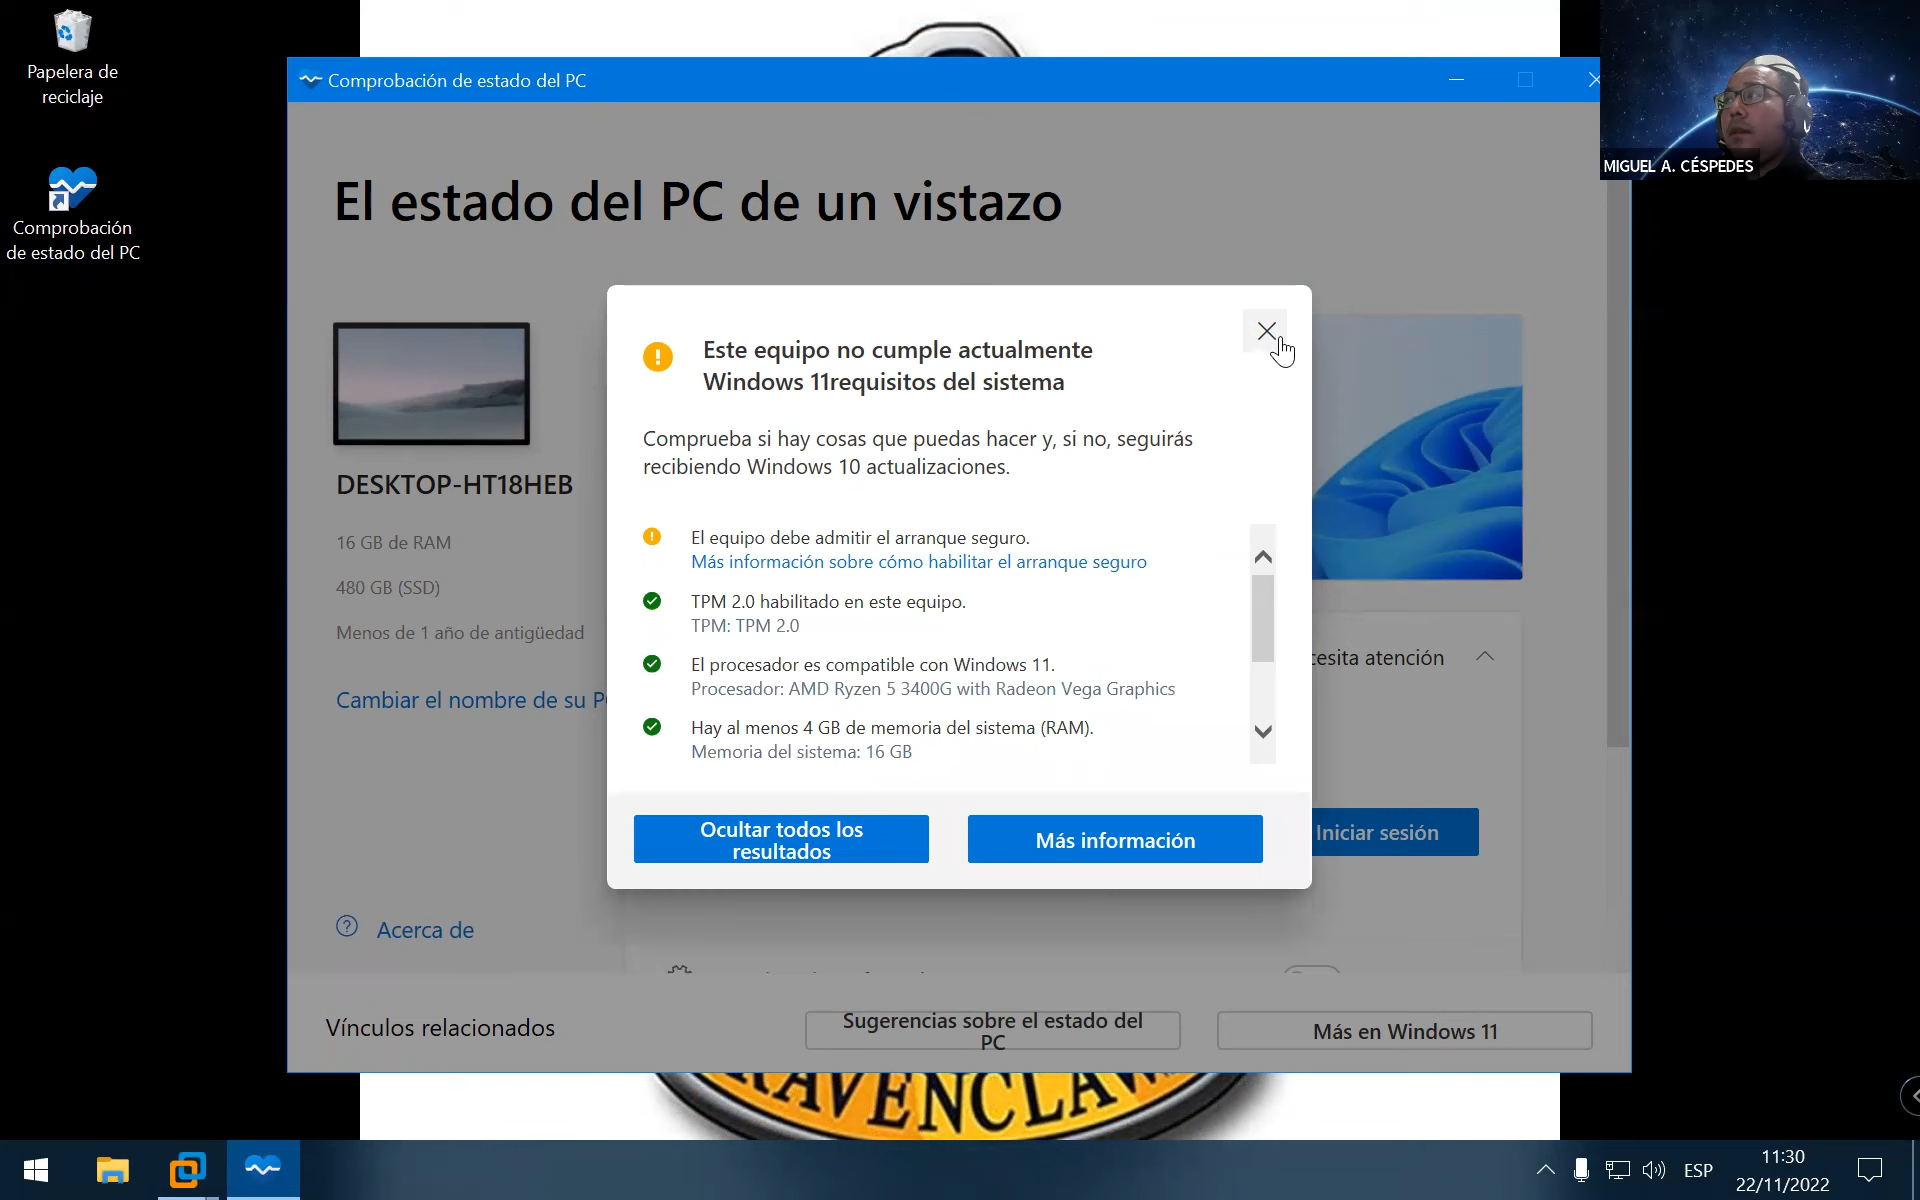 Papelera de
reciclaje
Comprobación
de estado del PC
Comprobación de estado del PC
MIGUEL A. CÉSPEDES
El estado del PC de un vistazo
DESKTOP-HT18HEB
16 GB de RAM
480 GB (SSD)
Menos de 1 año de antigüedad
Cambiar el nombre de su P
Acerca de
Este equipo no cumple actualmente
Windows 11requisitos del sistema
Comprueba si hay cosas que puedas hacer y, si no, seguirás
recibiendo Windows 10 actualizaciones.
El equipo debe admitir el arranque seguro.
Más información sobre cómo habilitar el arranque seguro
TPM 2.0 habilitado en este equipo.
TPM: TPM 2.0
El procesador es compatible con Windows 11.
Procesador: AMD Ryzen 5 3400G with Radeon Vega Graphics
Hay al menos 4 GB de memoria del sistema (RAM).
Memoria del sistema: 16 GB
Ocultar todos los
resultados
Más información
cesita atención
Iniciar sesión
Vínculos relacionados
Sugerencias sobre el estado del
PC
Más en Windows 11
RAVENCLAW
ESP
11:30
22/11/2022